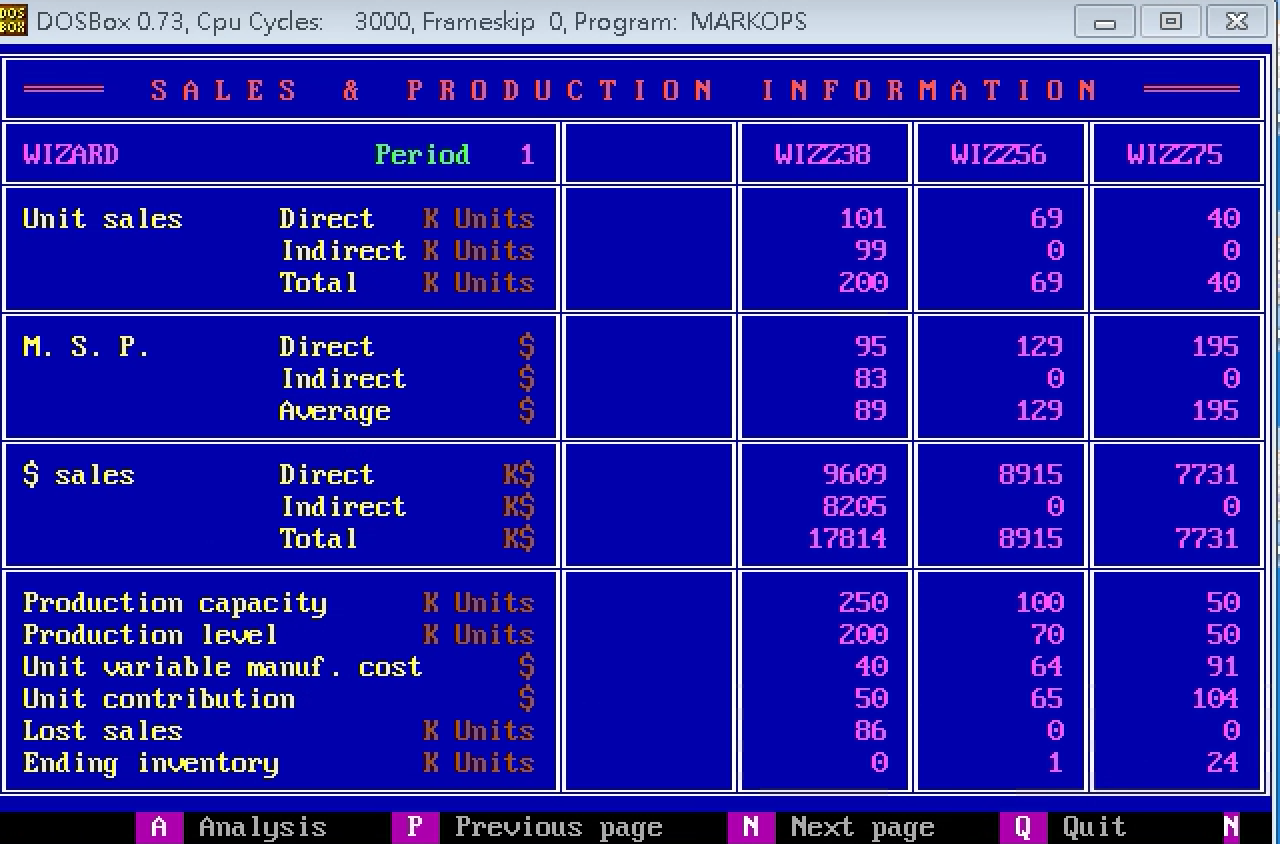 DOS BOX DOSBox 0.73, Cpu Cycles: 3000, Frameskip 0, Program: MARKOPS
SALES & PRODUCTION INFORMATION
WIZARD Period 1 WIZZ38 WIZZ56 WIZZ75
Unit sales Direct K Units 101 69 40
Indirect K Units 99 0 0
Total K Units 200 69 40
M. S. P. Direct $ 95 129 195
Indirect $ 83 0 0
Average $ 89 129 195
$ sales Direct K$ 9609 8915 7731
Indirect K$ 8205 0 0
Total K$ 17814 8915 7731
Production capacity K Units 250 100 50
Production level K Units 200 70 50
Unit variable manuf. cost $ 40 64 91
Unit contribution $ 50 65 104
Lost sales K Units 86 0 0
Ending inventory K Units 0 1 24
A Analysis P Previous page N Next page Q Quit N